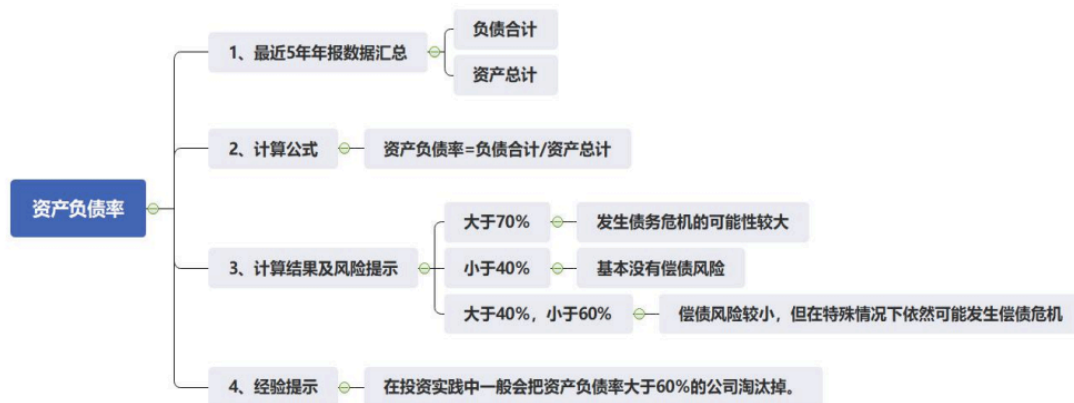 资产负债率
1、最近5年年报数据汇总
负债合计
资产总计
2、计算公式
资产负债率=负债合计/资产总计
3、计算结果及风险提示
大于70%
发生债务危机的可能性较大
小于40%
基本没有偿债风险
大于40%，小于60%
偿债风险较小，但在特殊情况下依然可能发生偿债危机
4、经验提示
在投资实践中一般会把资产负债率大于60%的公司淘汰掉。